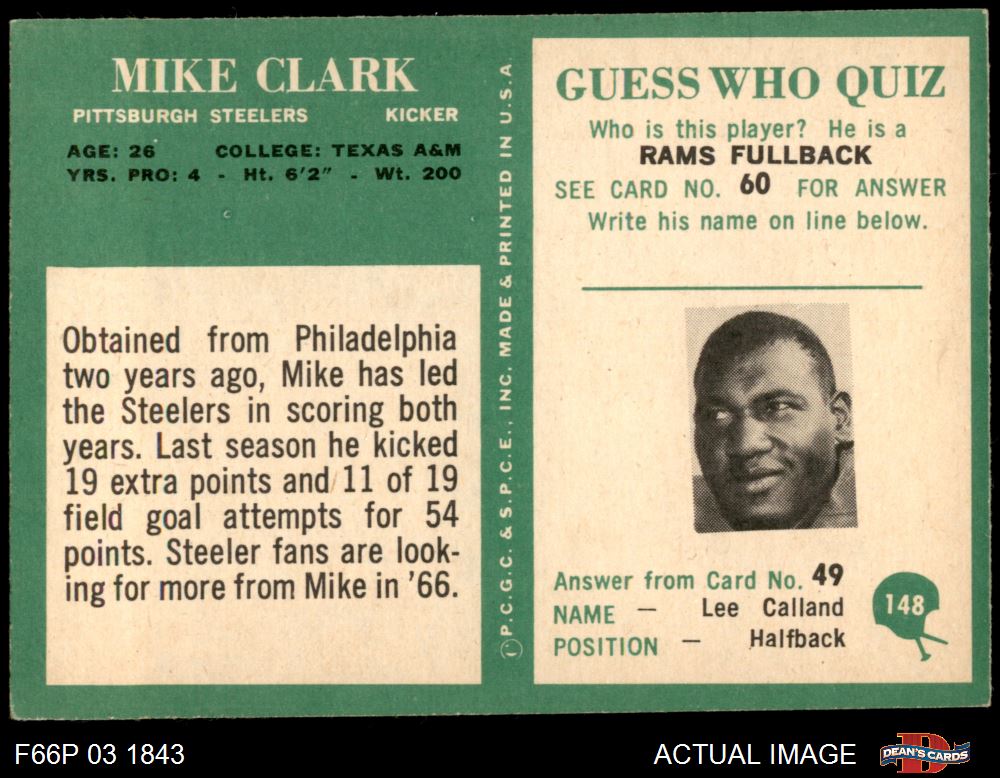 MIKE CLARK
PITTSBURGH STEELERS KICKER
AGE: 26 COLLEGE: TEXAS A&M
YRS. PRO: 4 - Ht. 6'2" - Wt. 200
Obtained from Philadelphia
two years ago, Mike has led
the Steelers in scoring both
years. Last season he kicked
19 extra points and 11 of 19
field goal attempts for 54
points. Steeler fans are look-
ing for more from Mike in '66.
Ⓒ P.C.G.C. & S.P.C.E., INC. MADE & PRINTED IN U.S.A.
GUESS WHO QUIZ
Who is this player? He is a
RAMS FULLBACK
SEE CARD NO. 60 FOR ANSWER
Write his name on line below.
Answer from Card No. 49
NAME — Lee Calland
POSITION — Halfback
148
F66P 03 1843
ACTUAL IMAGE
D
DEAN'S CARDS